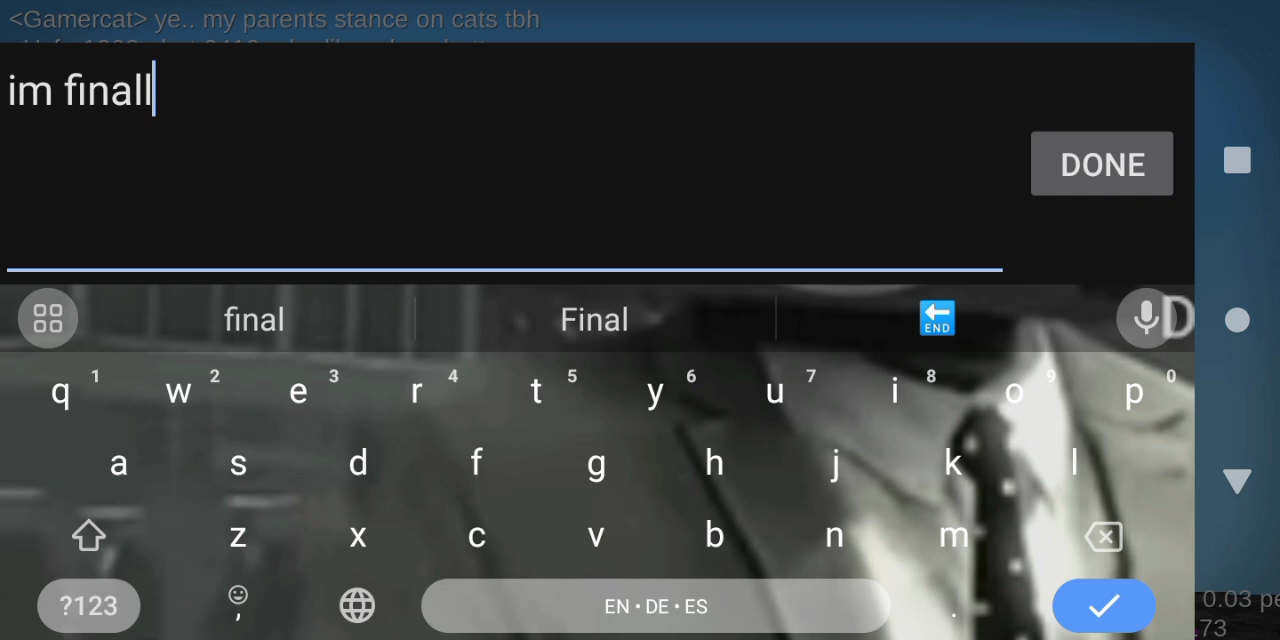 <Gamercat> ye.. my parents stance on cats tbh
im finall
DONE
final Final END
q 1 w 2 e 3 r 4 t 5 y 6 u 7 i 8 o 9 p 0
a s d f g h j k l
z x c v b n m
?123 , EN • DE • ES .
0.03
73